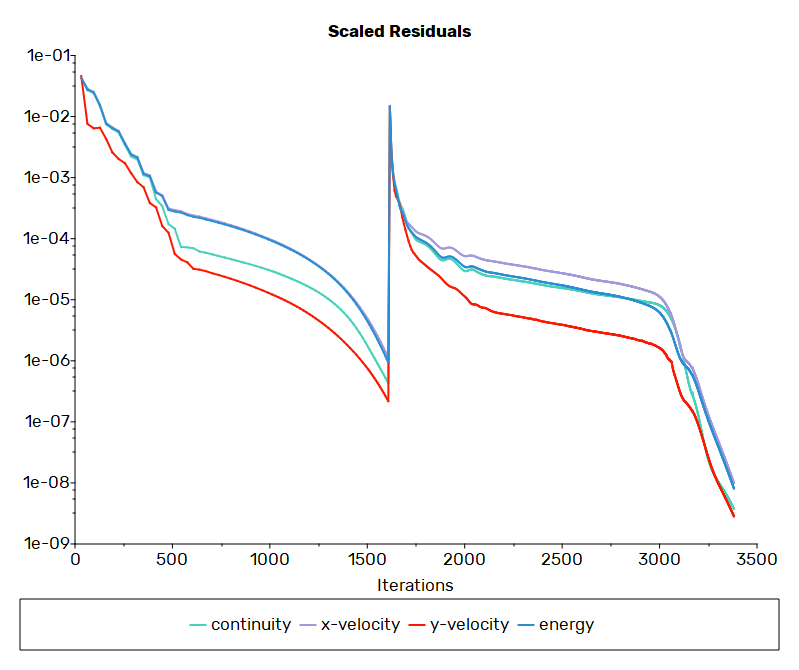 Scaled Residuals
1e-01
1e-02
1e-03
1e-04
1e-05
1e-06
1e-07
1e-08
1e-09
0 500 1000 1500 2000 2500 3000 3500
Iterations
continuity x-velocity y-velocity energy